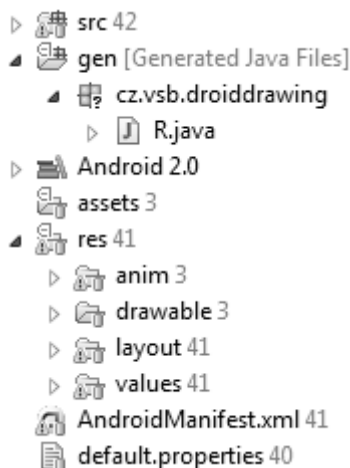 src 42
gen [Generated Java Files]
cz.vsb.droiddrawing
R.java
Android 2.0
assets 3
res 41
anim 3
drawable 3
layout 41
values 41
AndroidManifest.xml 41
default.properties 40